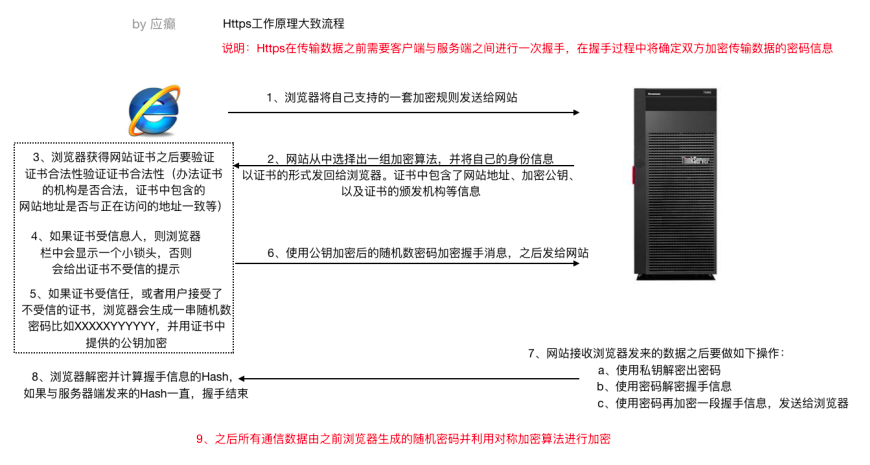 by 应癫
Https工作原理大致流程
说明：Https在传输数据之前需要客户端与服务端之间进行一次握手，在握手过程中将确定双方加密传输数据的密码信息
1、浏览器将自己支持的一套加密规则发送给网站
2、网站从中选择出一组加密算法，并将自己的身份信息
以证书的形式发回给浏览器。证书中包含了网站地址、加密公钥、
以及证书的颁发机构等信息
3、浏览器获得网站证书之后要验证
证书合法性验证证书合法性（办法证书
的机构是否合法，证书中包含的
网站地址是否与正在访问的地址一致等）
4、如果证书受信息人，则浏览器
栏中会显示一个小锁头，否则
会给出证书不受信的提示
5、如果证书受信任，或者用户接受了
不受信的证书，浏览器会生成一串随机数
密码比如XXXXXYYYYYY，并用证书中
提供的公钥加密
6、使用公钥加密后的随机数密码加密握手消息，之后发给网站
ThinkServer
7、网站接收浏览器发来的数据之后要做如下操作：
a、使用私钥解密出密码
b、使用密码解密握手信息
c、使用密码再加密一段握手信息，发送给浏览器
8、浏览器解密并计算握手信息的Hash，
如果与服务器端发来的Hash一直，握手结束
9、之后所有通信数据由之前浏览器生成的随机密码并利用对称加密算法进行加密